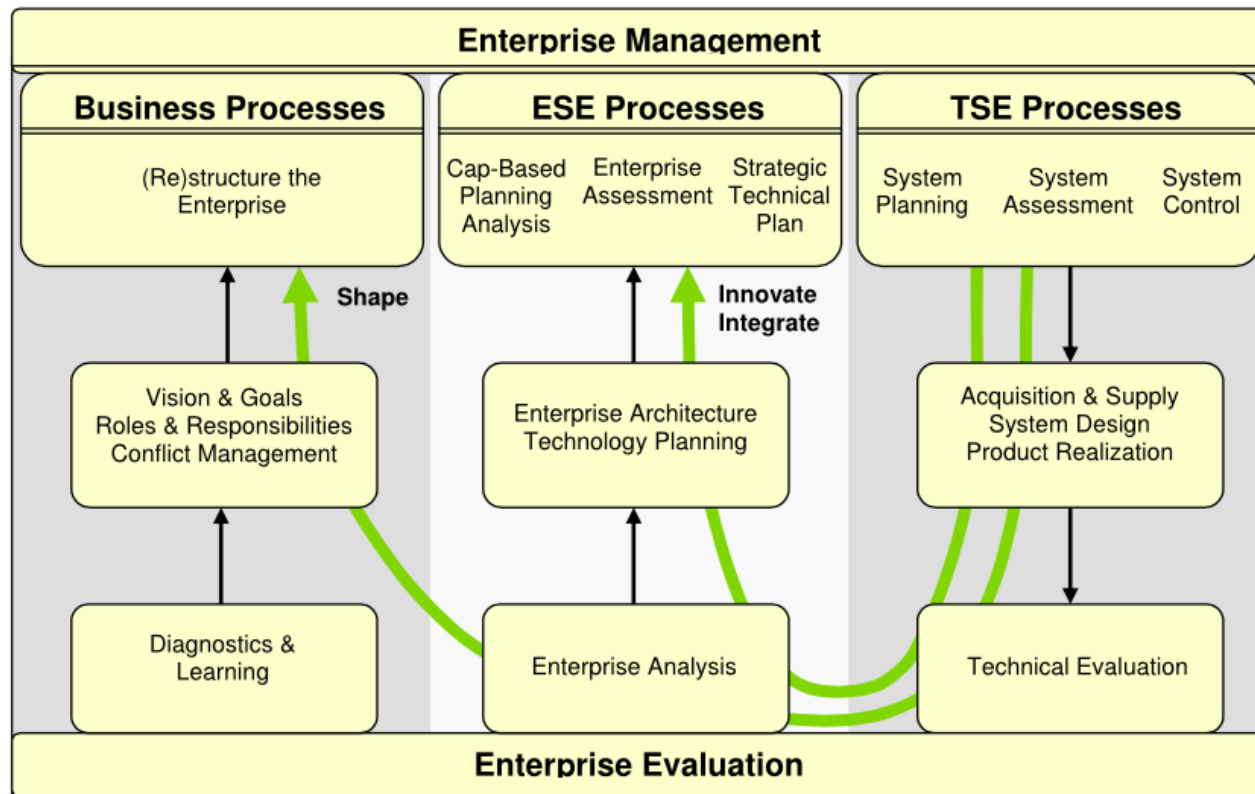 Enterprise Management
Business Processes
(Re)structure the
Enterprise
ESE Processes
Cap-Based
Planning
Analysis
Enterprise
Assessment
Strategic
Technical
Plan
TSE Processes
System
Planning
System
Assessment
System
Control
Shape
Innovate
Integrate
Vision & Goals
Roles & Responsibilities
Conflict Management
Enterprise Architecture
Technology Planning
Acquisition & Supply
System Design
Product Realization
Diagnostics &
Learning
Enterprise Analysis
Technical Evaluation
Enterprise Evaluation